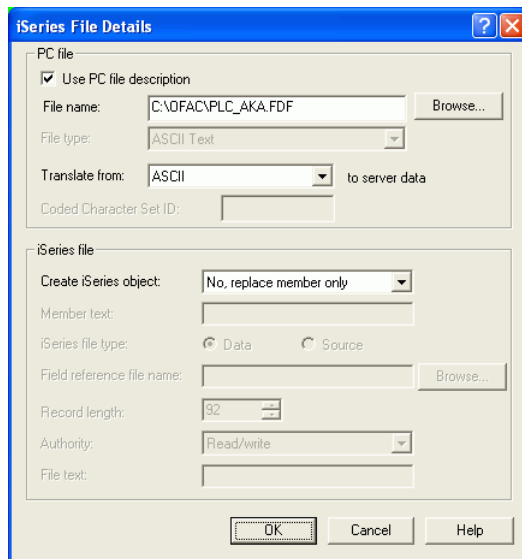 iSeries File Details
PC file
Use PC file description
File name: C:\OFAC\PLC_AKA.FDF Browse...
File type: ASCII Text
Translate from: ASCII to server data
Coded Character Set ID:
iSeries file
Create iSeries object: No, replace member only
Member text:
iSeries file type: Data Source
Field reference file name: Browse...
Record length: 92
Authority: Read/write
File text:
OK Cancel Help